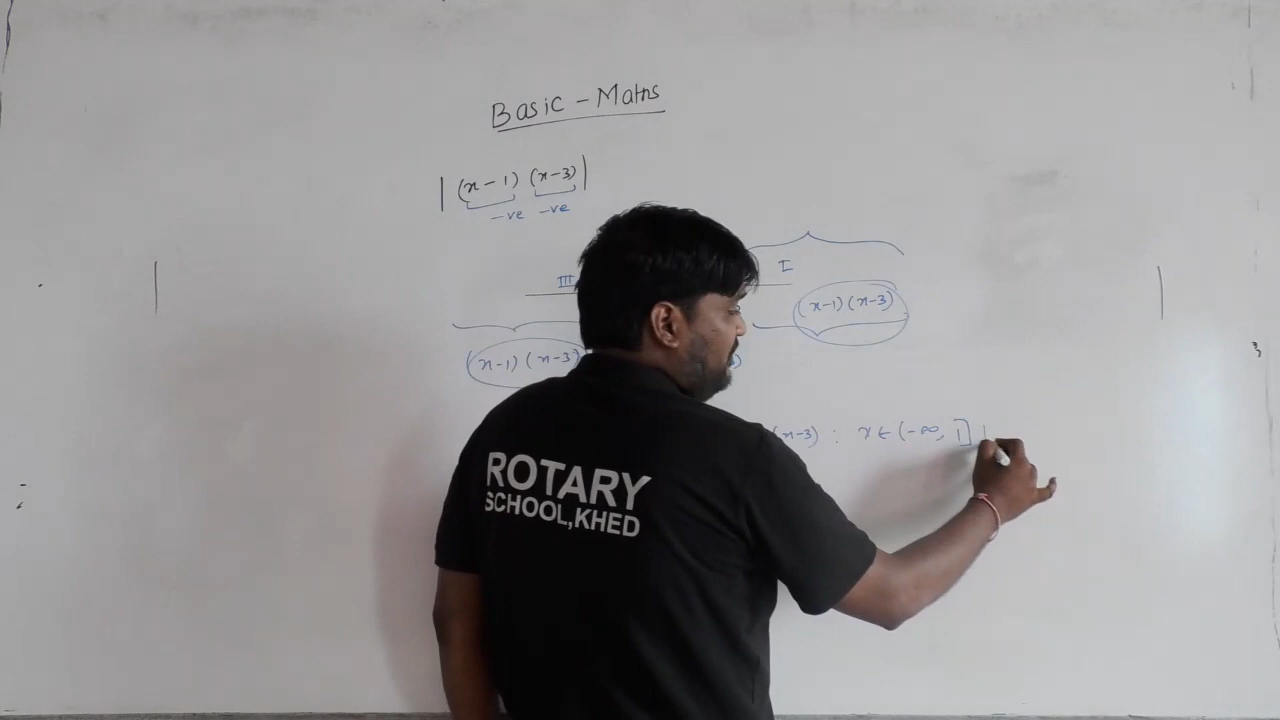 Basic - Maths
| (x-1) (x-3) |
-ve -ve
III I
(x-1) (x-3)
(x-1) (x-3)
(x-3) : x ∈ (-∞, 1]
ROTARY
SCHOOL,KHED